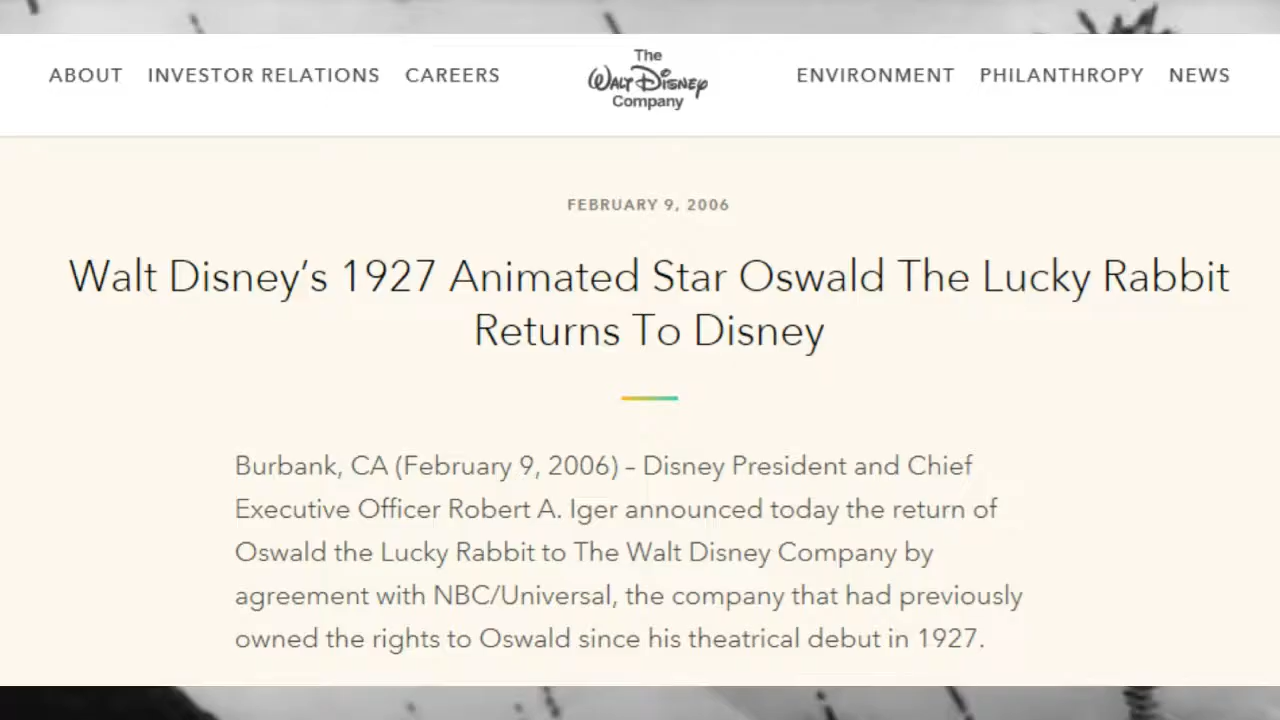 ABOUT INVESTOR RELATIONS CAREERS The Walt Disney Company ENVIRONMENT PHILANTHROPY NEWS
FEBRUARY 9, 2006
Walt Disney’s 1927 Animated Star Oswald The Lucky Rabbit
Returns To Disney
Burbank, CA (February 9, 2006) – Disney President and Chief
Executive Officer Robert A. Iger announced today the return of
Oswald the Lucky Rabbit to The Walt Disney Company by
agreement with NBC/Universal, the company that had previously
owned the rights to Oswald since his theatrical debut in 1927.